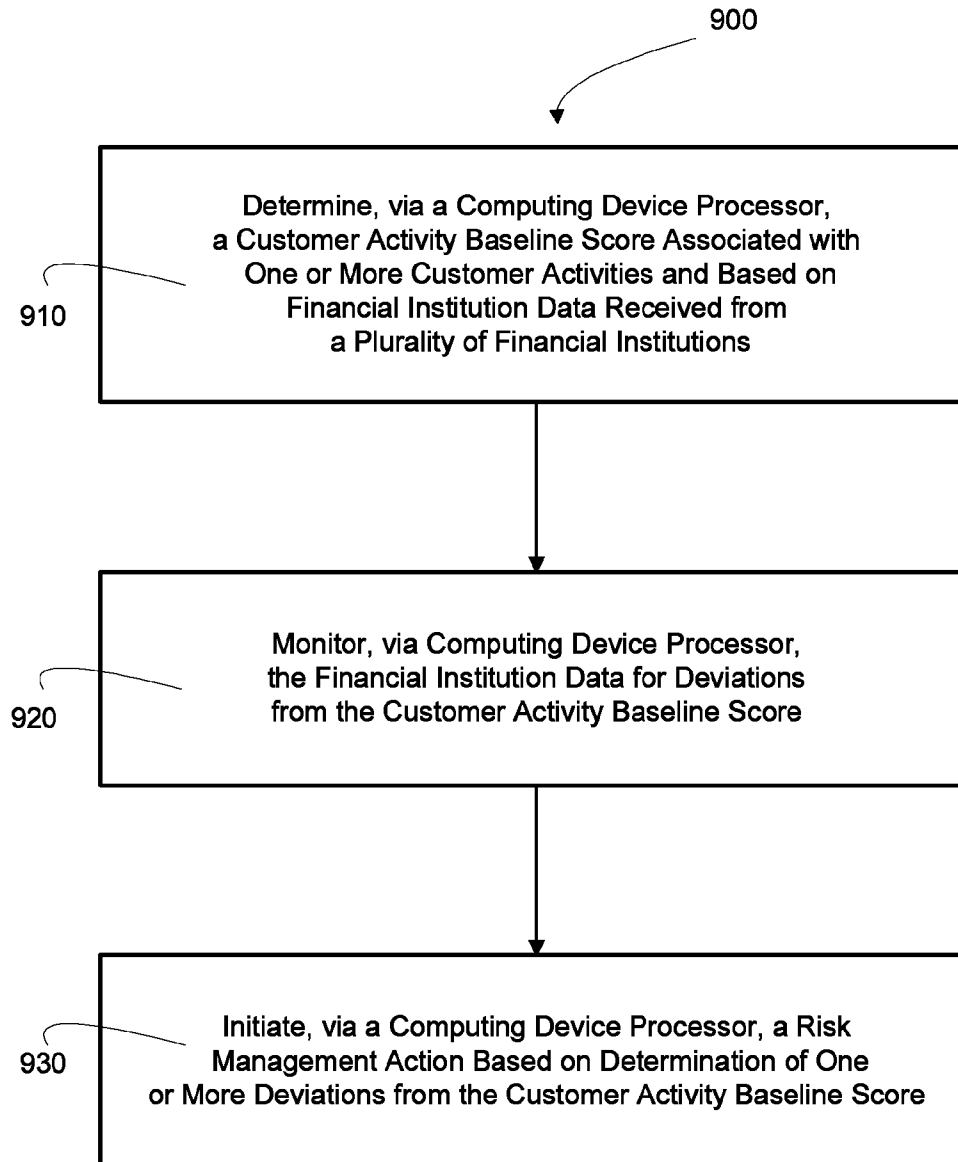 900
Determine, via a Computing Device Processor,
a Customer Activity Baseline Score Associated with
One or More Customer Activities and Based on
Financial Institution Data Received from
a Plurality of Financial Institutions
910
Monitor, via Computing Device Processor,
the Financial Institution Data for Deviations
from the Customer Activity Baseline Score
920
Initiate, via a Computing Device Processor, a Risk
Management Action Based on Determination of One
or More Deviations from the Customer Activity Baseline Score
930